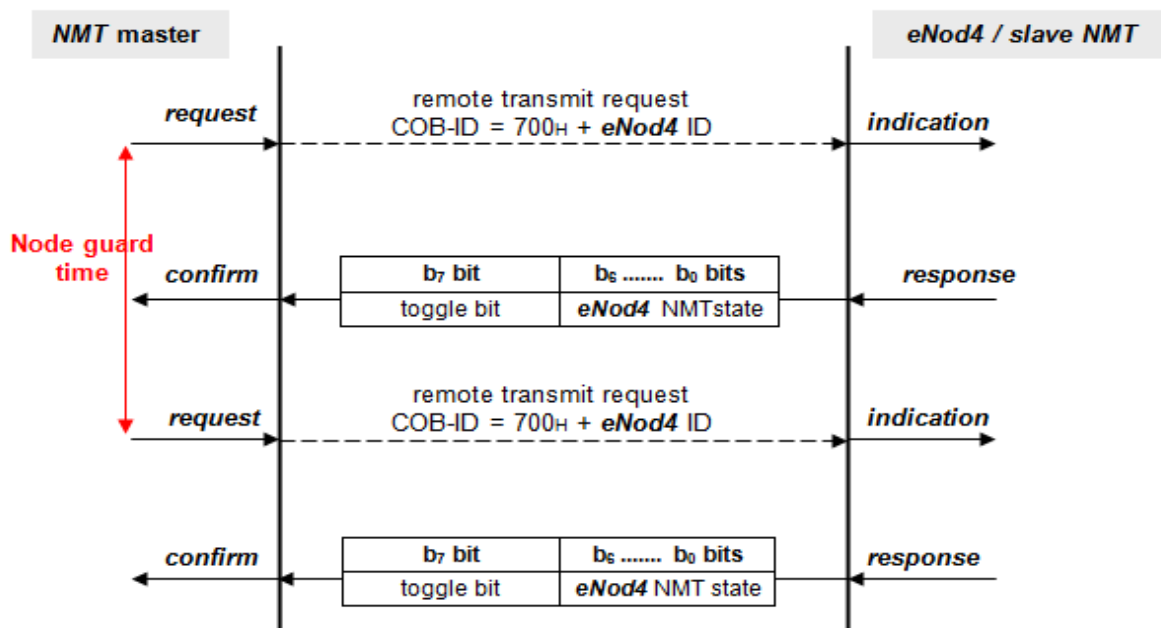 NMT master
eNod4 / slave NMT
request
remote transmit request
COB-ID = 700H + eNod4 ID
indication
Node guard
time
confirm
b7 bit
b6 ....... b0 bits
response
toggle bit
eNod4 NMTstate
remote transmit request
request
COB-ID = 700H + eNod4 ID
indication
confirm
b7 bit
b6 ....... b0 bits
response
toggle bit
eNod4 NMT state